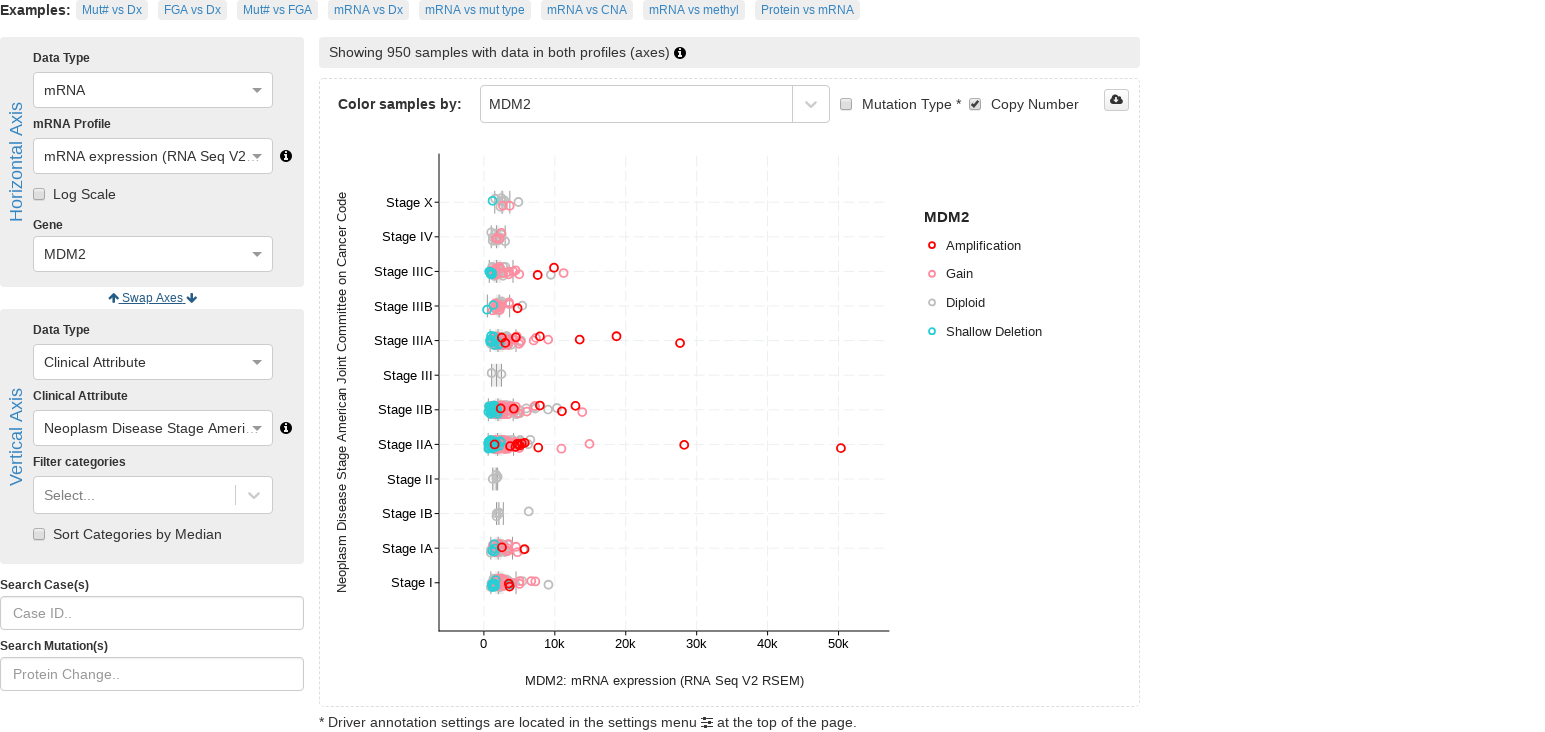 Examples: Mut# vs Dx FGA vs Dx Mut# vs FGA mRNA vs Dx mRNA vs mut type mRNA vs CNA mRNA vs methyl Protein vs mRNA
Horizontal Axis
Data Type
mRNA
mRNA Profile
mRNA expression (RNA Seq V2...
Log Scale
Gene
MDM2
Swap Axes
Vertical Axis
Data Type
Clinical Attribute
Clinical Attribute
Neoplasm Disease Stage Ameri...
Filter categories
Select...
Sort Categories by Median
Search Case(s)
Case ID..
Search Mutation(s)
Protein Change..
Showing 950 samples with data in both profiles (axes)
Color samples by: MDM2 Mutation Type * Copy Number
Neoplasm Disease Stage American Joint Committee on Cancer Code
Stage X
Stage IV
Stage IIIC
Stage IIIB
Stage IIIA
Stage III
Stage IIB
Stage IIA
Stage II
Stage IB
Stage IA
Stage I
0 10k 20k 30k 40k 50k
MDM2: mRNA expression (RNA Seq V2 RSEM)
MDM2
Amplification
Gain
Diploid
Shallow Deletion
* Driver annotation settings are located in the settings menu at the top of the page.